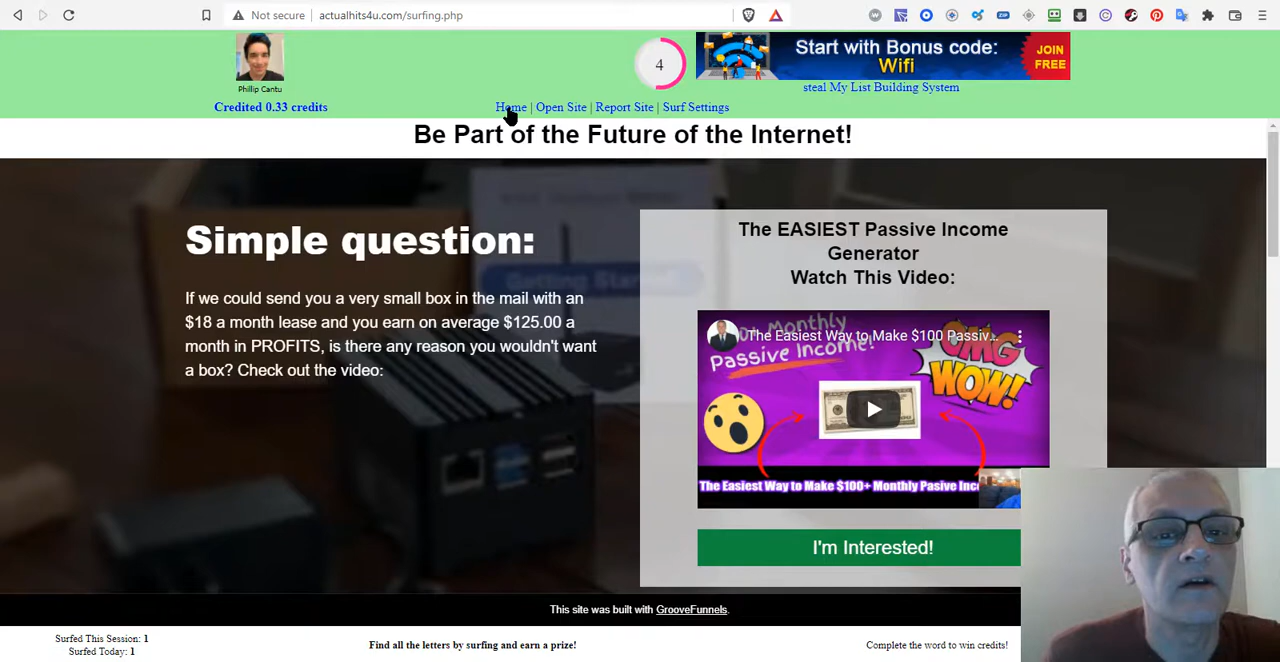 Not secure
actualhits4u.com/surfing.php
Phillip Cantu
Credited 0.33 credits
4
Start with Bonus code:
Wifi
JOIN
FREE
steal My List Building System
Home | Open Site | Report Site | Surf Settings
Be Part of the Future of the Internet!
Simple question:
If we could send you a very small box in the mail with an
$18 a month lease and you earn on average $125.00 a
month in PROFITS, is there any reason you wouldn't want
a box? Check out the video:
Getting Started
The EASIEST Passive Income
Generator
Watch This Video:
The Easiest Way to Make $100 Passiv...
Monthly
Passive Income!
OMG
WOW!
The Easiest Way to Make $100+ Monthly Pasive Inc
I'm Interested!
This site was built with GrooveFunnels.
Surfed This Session: 1
Surfed Today: 1
Find all the letters by surfing and earn a prize!
Complete the word to win credits!